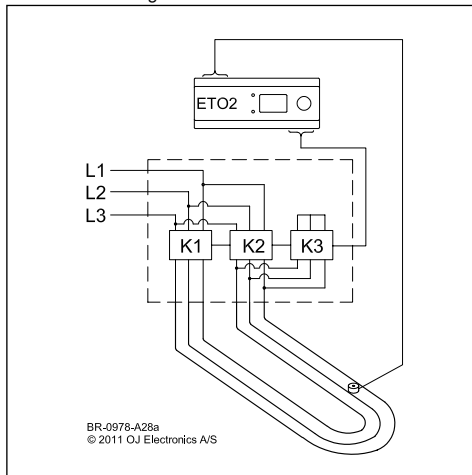 ETO2
L1
L2
L3
K1 K2 K3
BR-0978-A28a
© 2011 OJ Electronics A/S